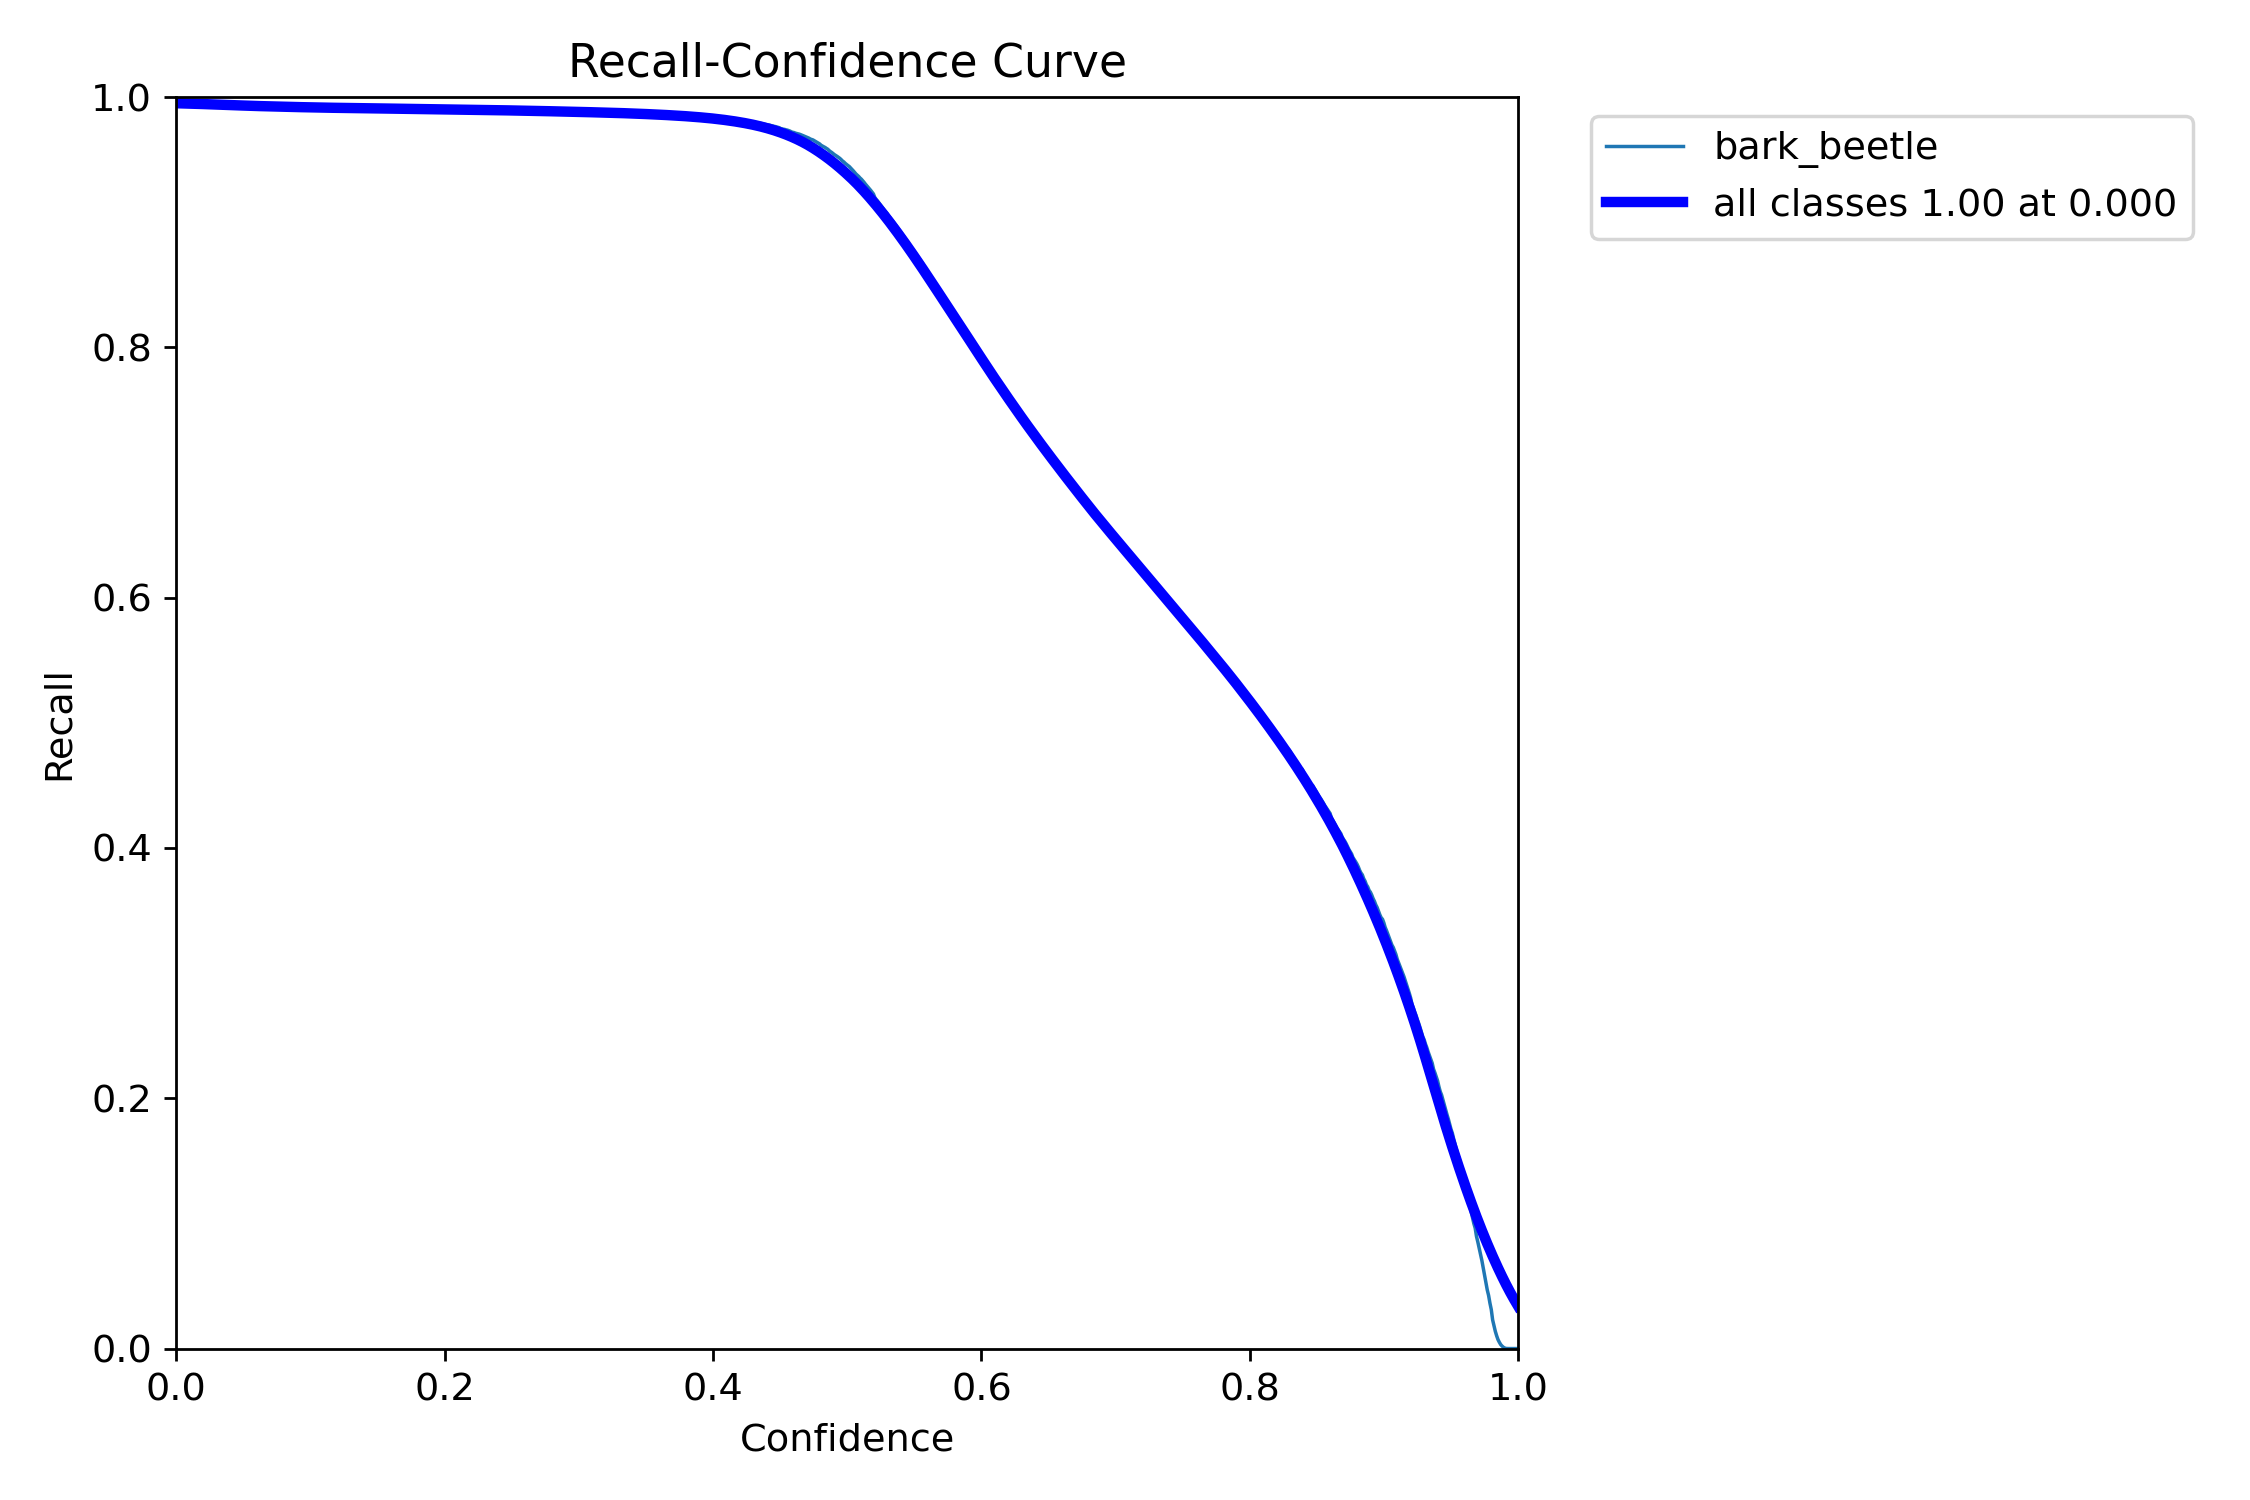 Recall-Confidence Curve
1.0
0.8
0.6
0.4
0.2
0.0
Recall
0.0 0.2 0.4 0.6 0.8 1.0
Confidence
bark_beetle
all classes 1.00 at 0.000